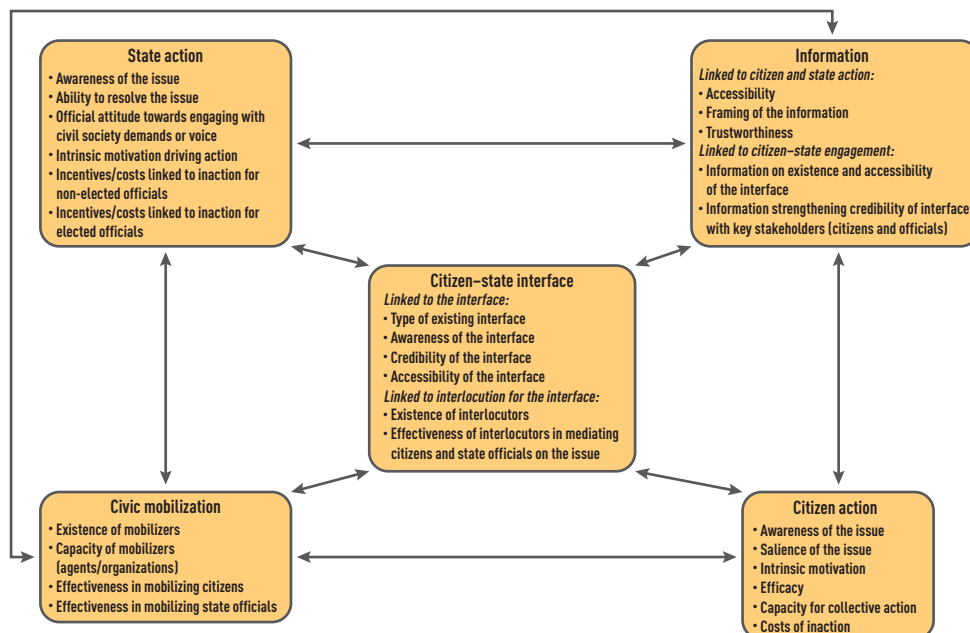 State action
• Awareness of the issue
• Ability to resolve the issue
• Official attitude towards engaging with
civil society demands or voice
• Intrinsic motivation driving action
• Incentives/costs linked to inaction for
non-elected officials
• Incentives/costs linked to inaction for
elected officials
Information
Linked to citizen and state action:
• Accessibility
• Framing of the information
• Trustworthiness
Linked to citizen–state engagement:
• Information on existence and accessibility
of the interface
• Information strengthening credibility of interface
with key stakeholders (citizens and officials)
Citizen–state interface
Linked to the interface:
• Type of existing interface
• Awareness of the interface
• Credibility of the interface
• Accessibility of the interface
Linked to interlocution for the interface:
• Existence of interlocutors
• Effectiveness of interlocutors in mediating
citizens and state officials on the issue
Civic mobilization
• Existence of mobilizers
• Capacity of mobilizers
(agents/organizations)
• Effectiveness in mobilizing citizens
• Effectiveness in mobilizing state officials
Citizen action
• Awareness of the issue
• Salience of the issue
• Intrinsic motivation
• Efficacy
• Capacity for collective action
• Costs of inaction